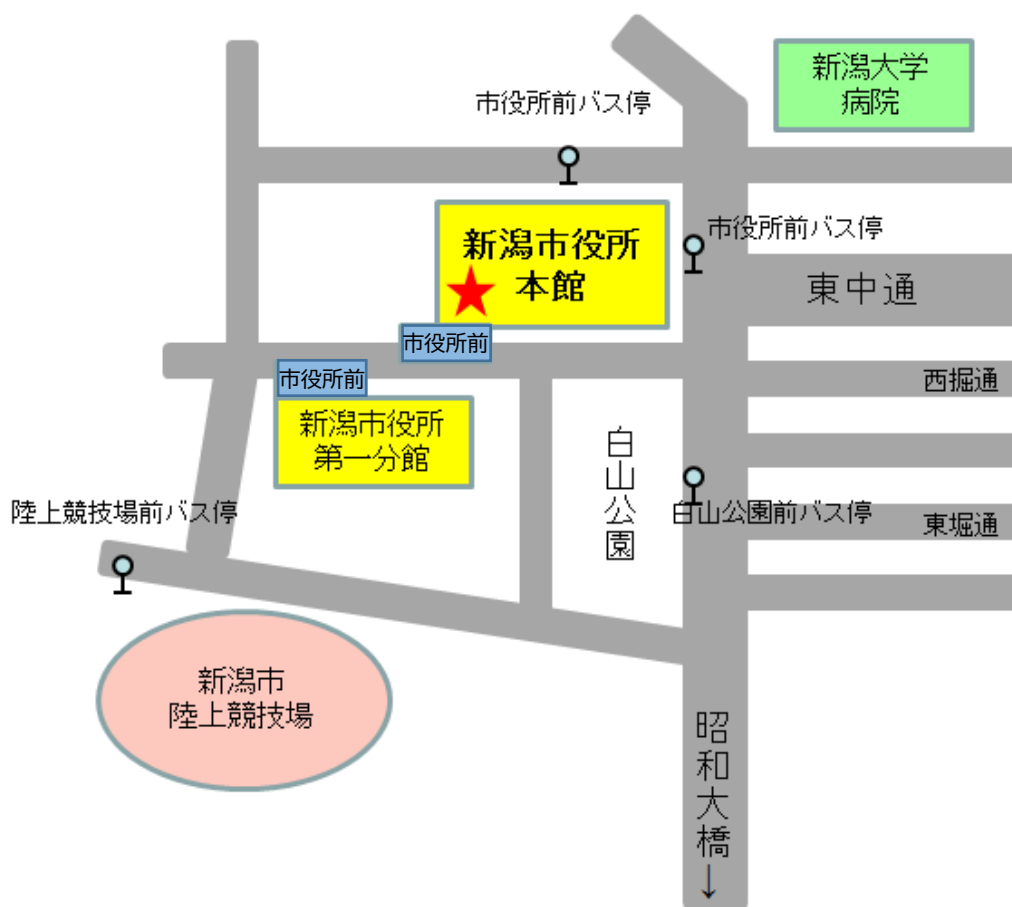 新潟大学
病院
市役所前バス停
市役所前バス停
新潟市役所
本館
東中通
市役所前
市役所前
西掘通
新潟市役所
第一分館
白山公園
陸上競技場前バス停
白山公園前バス停
東堀通
新潟市
陸上競技場
昭和大橋
↓